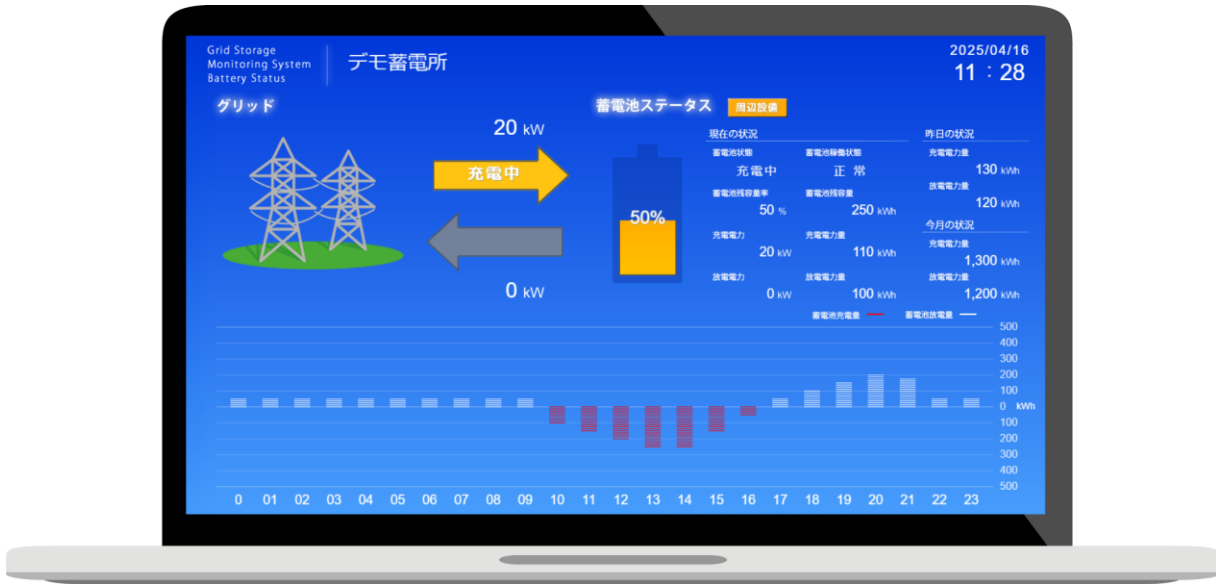 Grid Storage
Monitoring System
Battery Status
デモ蓄電所
2025/04/16
11 : 28
グリッド
20 kW
充電中
0 kW
蓄電池ステータス
周辺設備
50%
現在の状況
蓄電池状態
蓄電池稼働状態
充電中
正 常
蓄電池残容量率
蓄電池残容量
50 %
250 kWh
充電電力
充電電力量
20 kW
110 kWh
放電電力
放電電力量
0 kW
100 kWh
昨日の状況
充電電力量
130 kWh
放電電力量
120 kWh
今月の状況
充電電力量
1,300 kWh
放電電力量
1,200 kWh
蓄電池充電量
蓄電池放電量
500
400
300
200
100
0 kWh
100
200
300
400
500
0 01 02 03 04 05 06 07 08 09 10 11 12 13 14 15 16 17 18 19 20 21 22 23